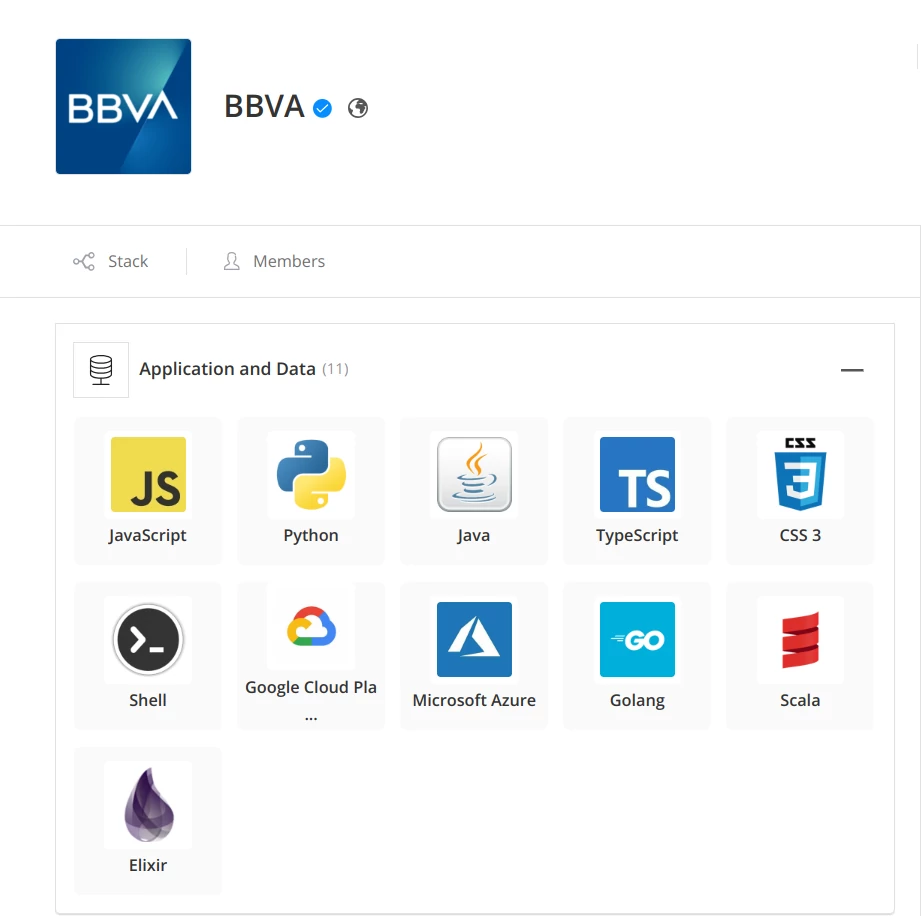 BBVA
BBVA
Stack
Members
Application and Data (11)
JS
TS
CSS
3
JavaScript
Python
Java
TypeScript
CSS 3
>_
GO
Shell
Google Cloud Pla
...
Microsoft Azure
Golang
Scala
Elixir